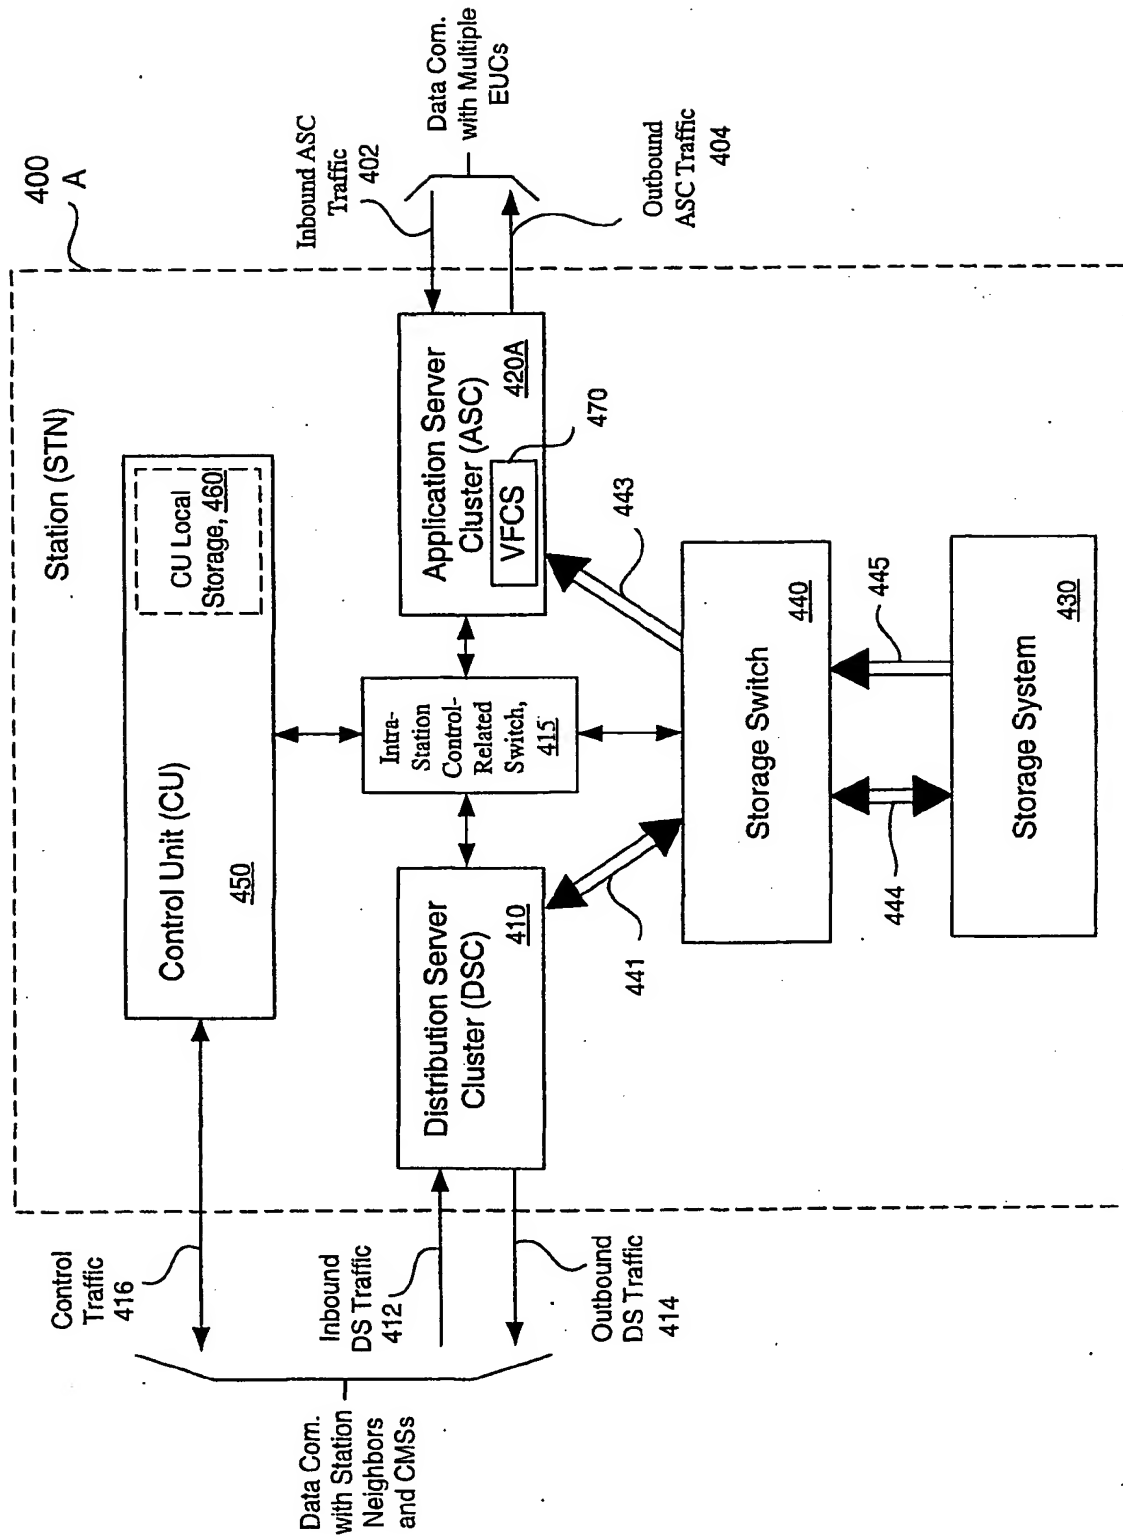 400
A
Station (STN)
Control Unit (CU)
450
CU Local
Storage, 460
Control
Traffic
416
Inbound
DS Traffic
412
Outbound
DS Traffic
414
Data Com.
with Station
Neighbors
and CMSs
Distribution Server
Cluster (DSC)
410
Intra-
Station
Control-
Related
Switch,
415
Application Server
Cluster (ASC)
420A
VFCS
470
Inbound ASC
Traffic
402
Data Com.
with Multiple
EUCs
Outbound
ASC Traffic
404
441
443
Storage Switch
440
444
445
Storage System
430